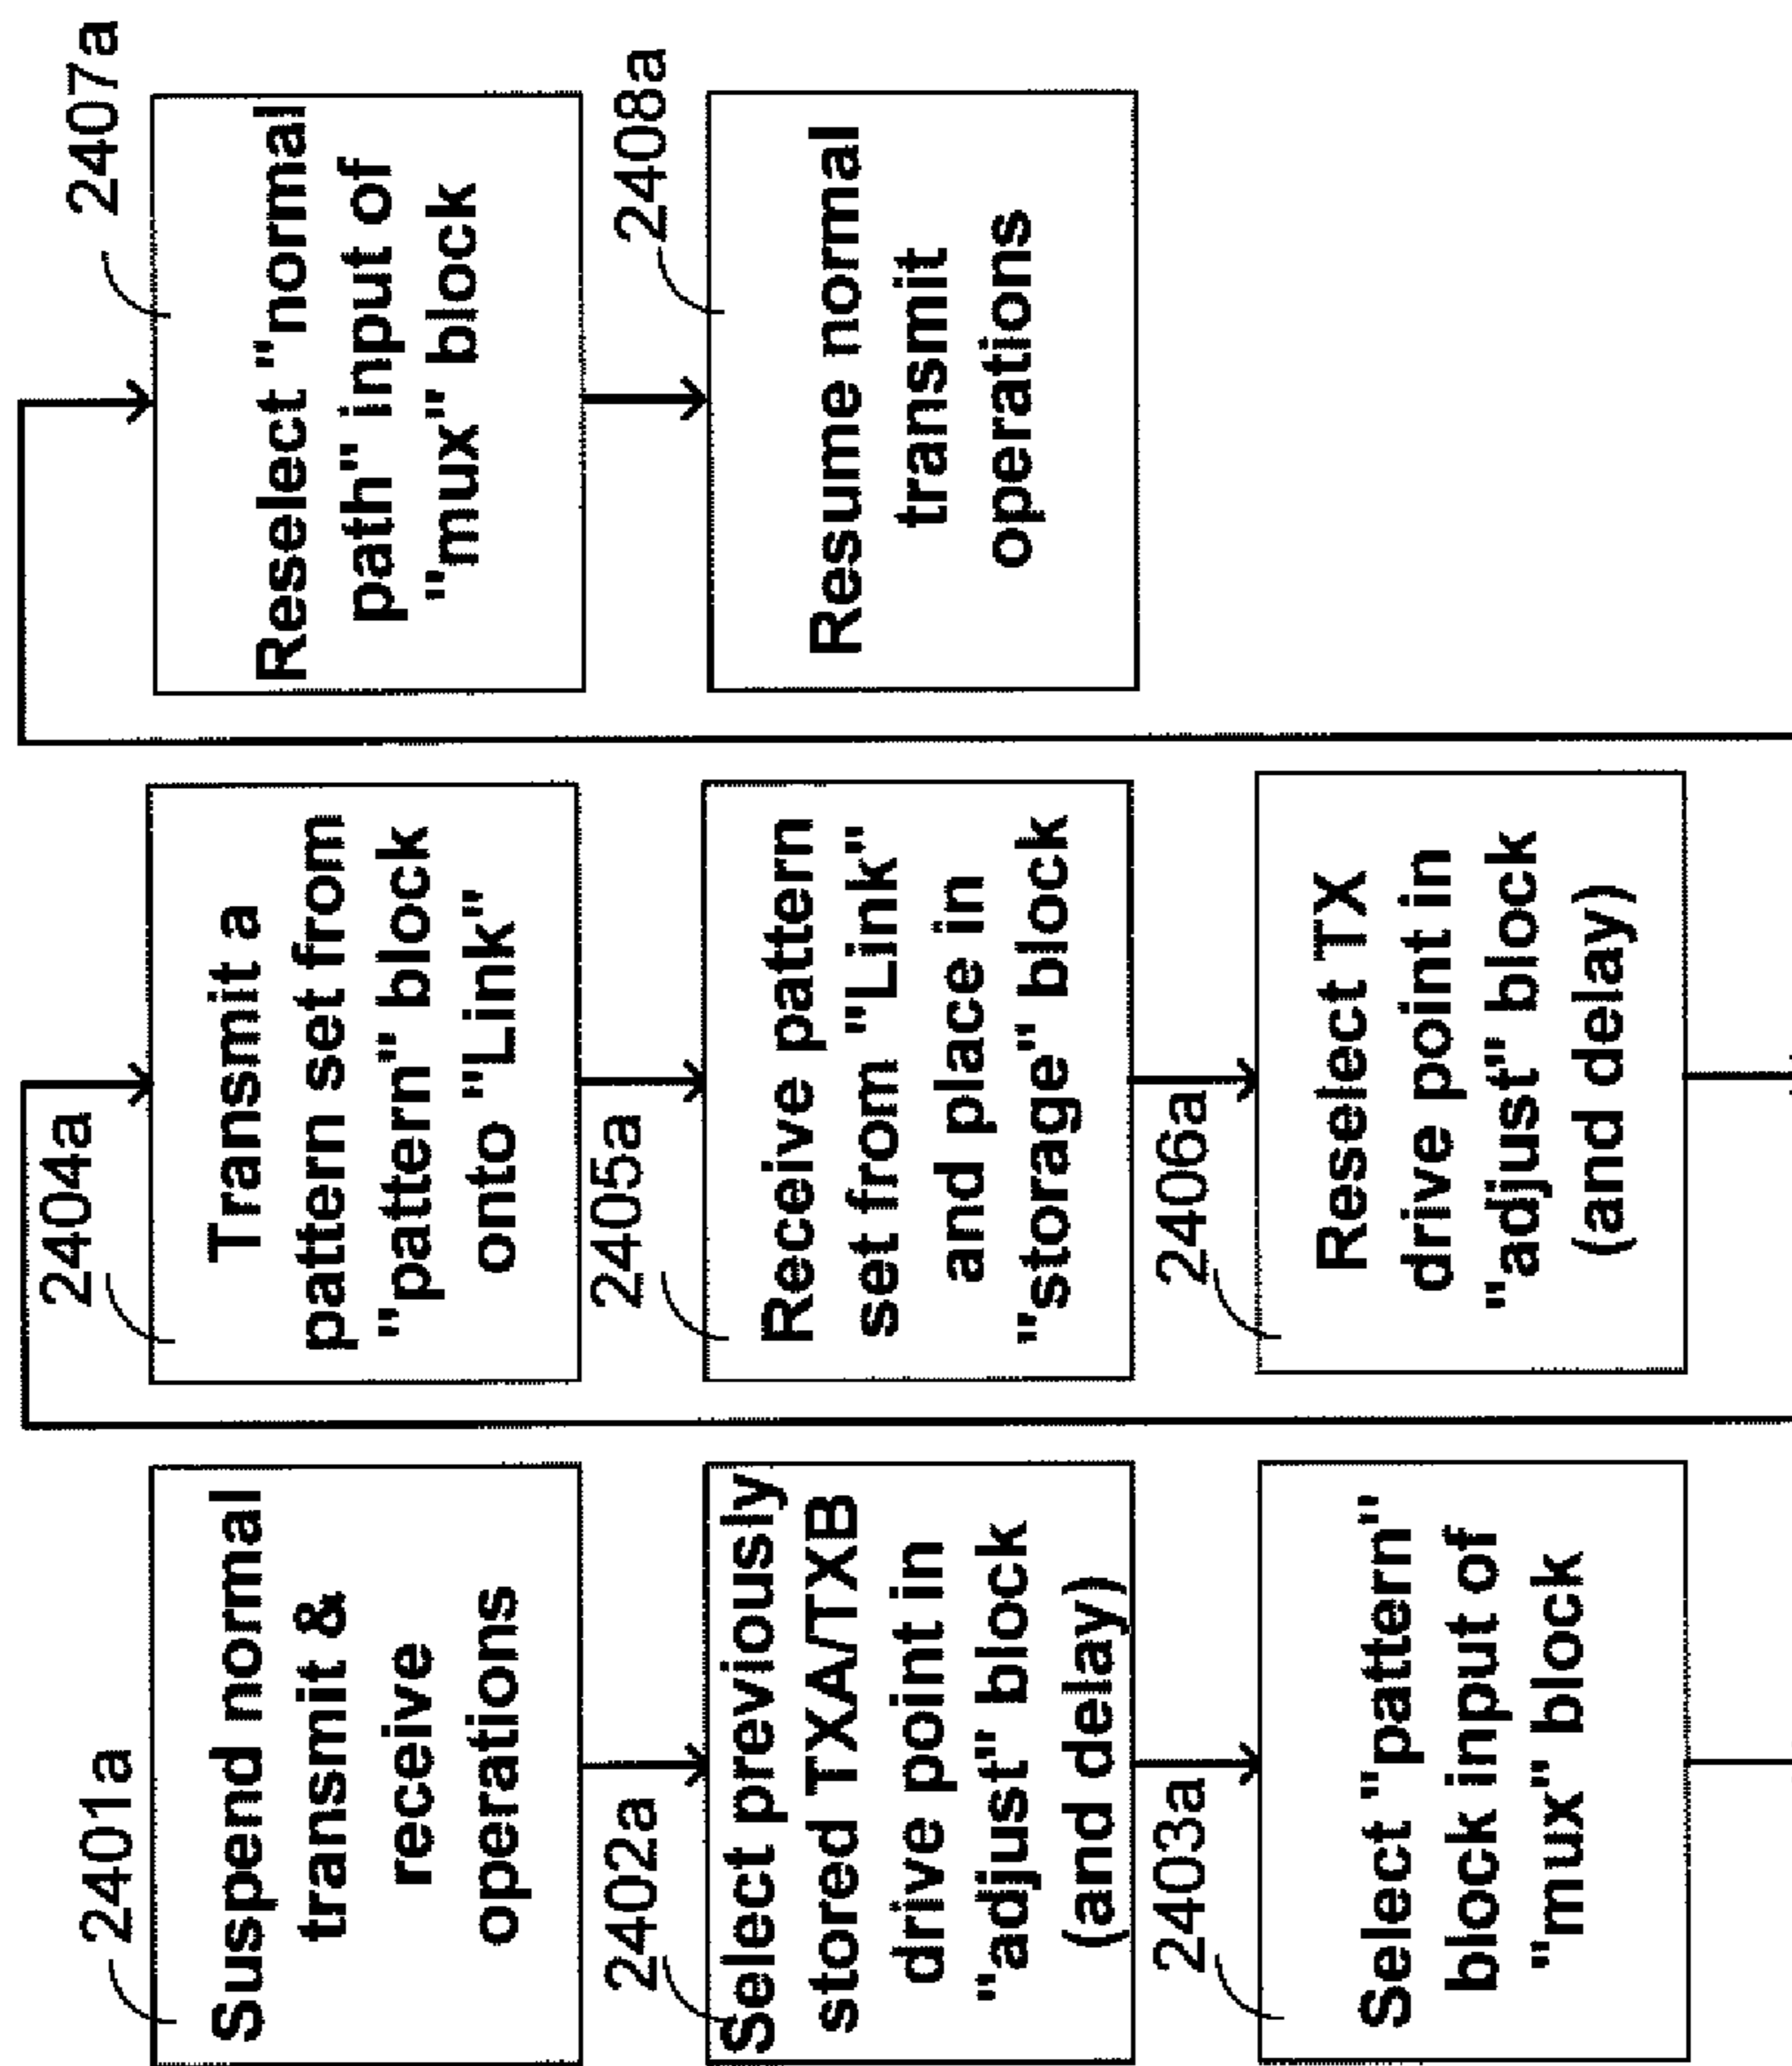 2401a
Suspend normal
transmit &
receive
operations
2402a
Select previously
stored TXA/TXB
drive point in
"adjust" block
(and delay)
2403a
Select "pattern"
block input of
"mux" block
2404a
Transmit a
pattern set from
"pattern" block
onto "Link"
2405a
Receive pattern
set from "Link"
and place in
"storage" block
2406a
Reselect TX
drive point in
"adjust" block
(and delay)
2407a
Reselect "normal
path" input of
"mux" block
2408a
Resume normal
transmit
operations